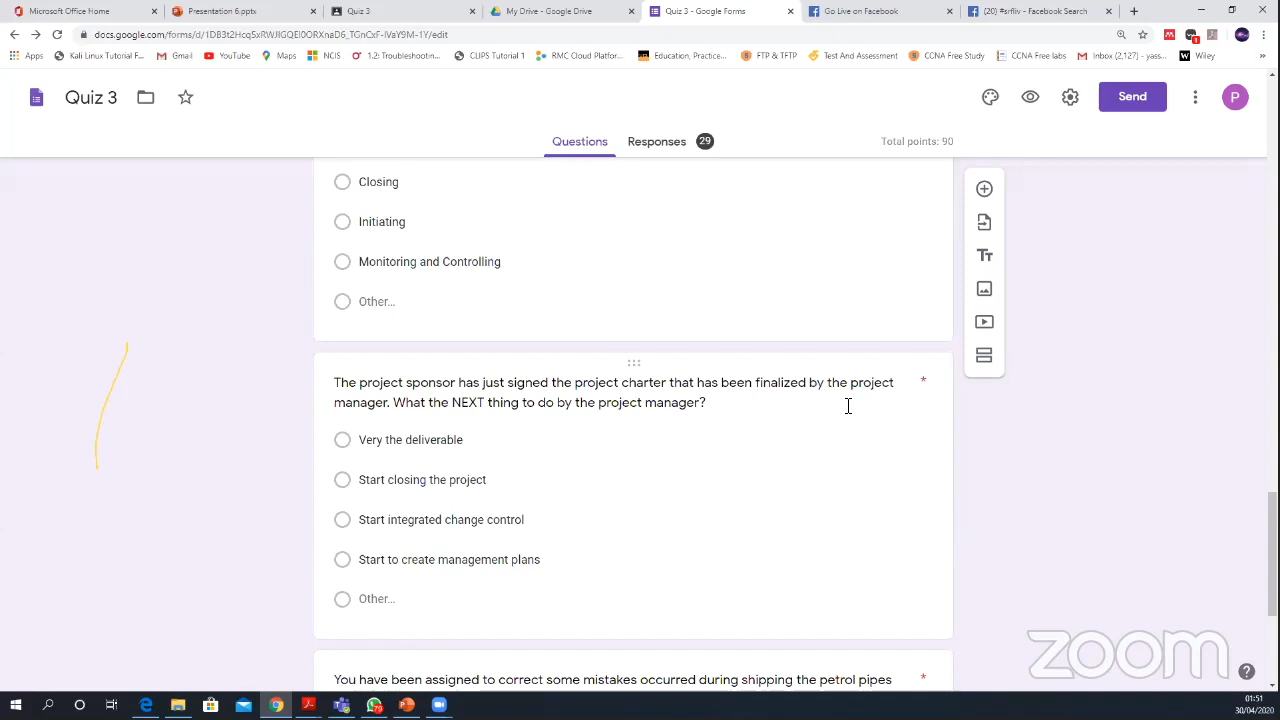 Microsoft Office Home
Presentation 6.pptx
Quiz 3
My Drive - Google Drive
Quiz 3 - Google Forms
Go Live on Facebook
(20) #srfliv - Facebook Search
docs.google.com/forms/d/1DB3t2Hcq5xRWJIGQEl0ORXnaD6_TGnCxF-lVaY9M-1Y/edit
Apps
Kali Linux Tutorial F...
Gmail
YouTube
Maps
NCIS
1.2: Troubleshootin...
CLIPS Tutorial 1
RMC Cloud Platfor...
Education, Practice...
FTP & TFTP
Test And Assessment
CCNA Free Study
CCNA Free labs
Inbox (2,127) - yass...
Wiley
»
Quiz 3
Send
P
Questions
Responses 29
Total points: 90
Closing
Initiating
Monitoring and Controlling
Other...
The project sponsor has just signed the project charter that has been finalized by the project *
manager. What the NEXT thing to do by the project manager?
Very the deliverable
Start closing the project
Start integrated change control
Start to create management plans
Other...
zoom
You have been assigned to correct some mistakes occurred during shipping the petrol pipes *
01:51
30/04/2020